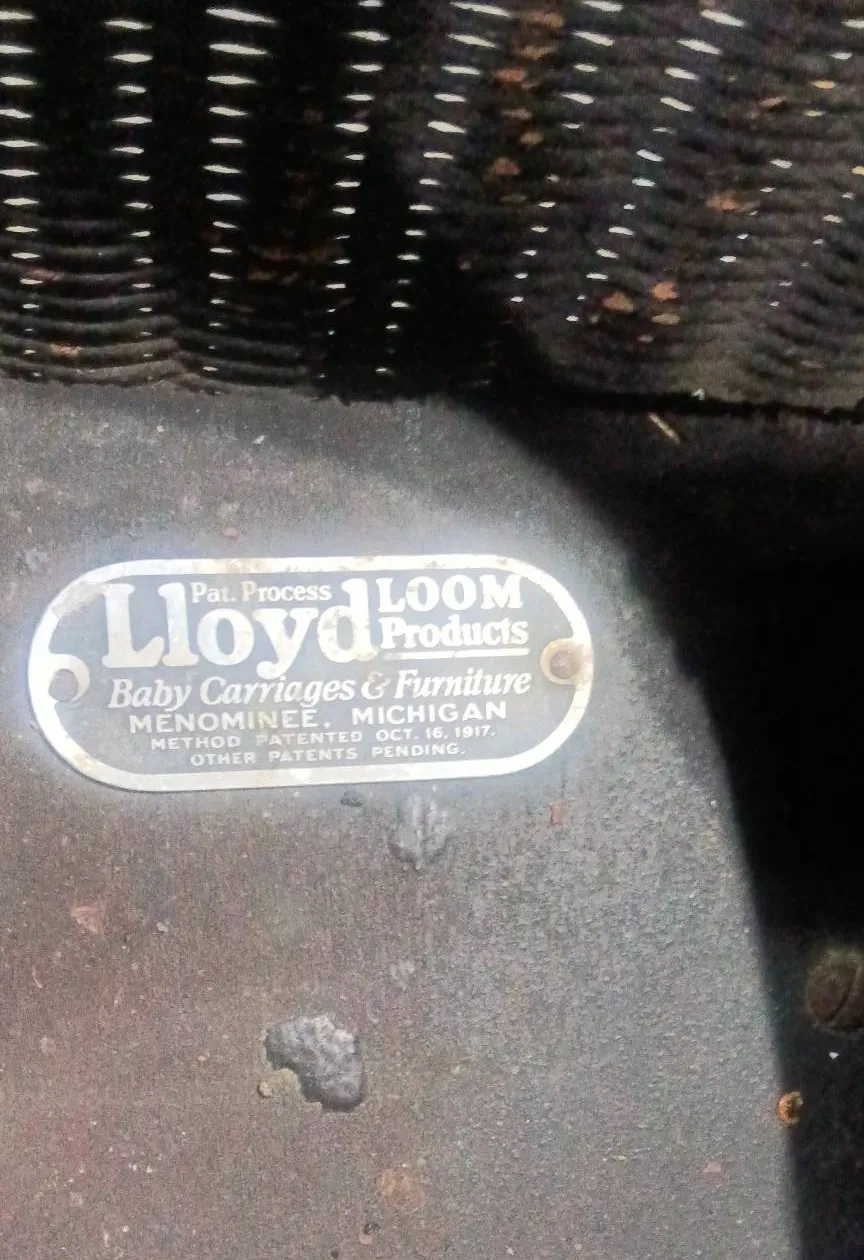 Pat. Process
Lloyd LOOM Products
Baby Carriages & Furniture
MENOMINEE, MICHIGAN
METHOD PATENTED OCT. 16, 1917.
OTHER PATENTS PENDING.